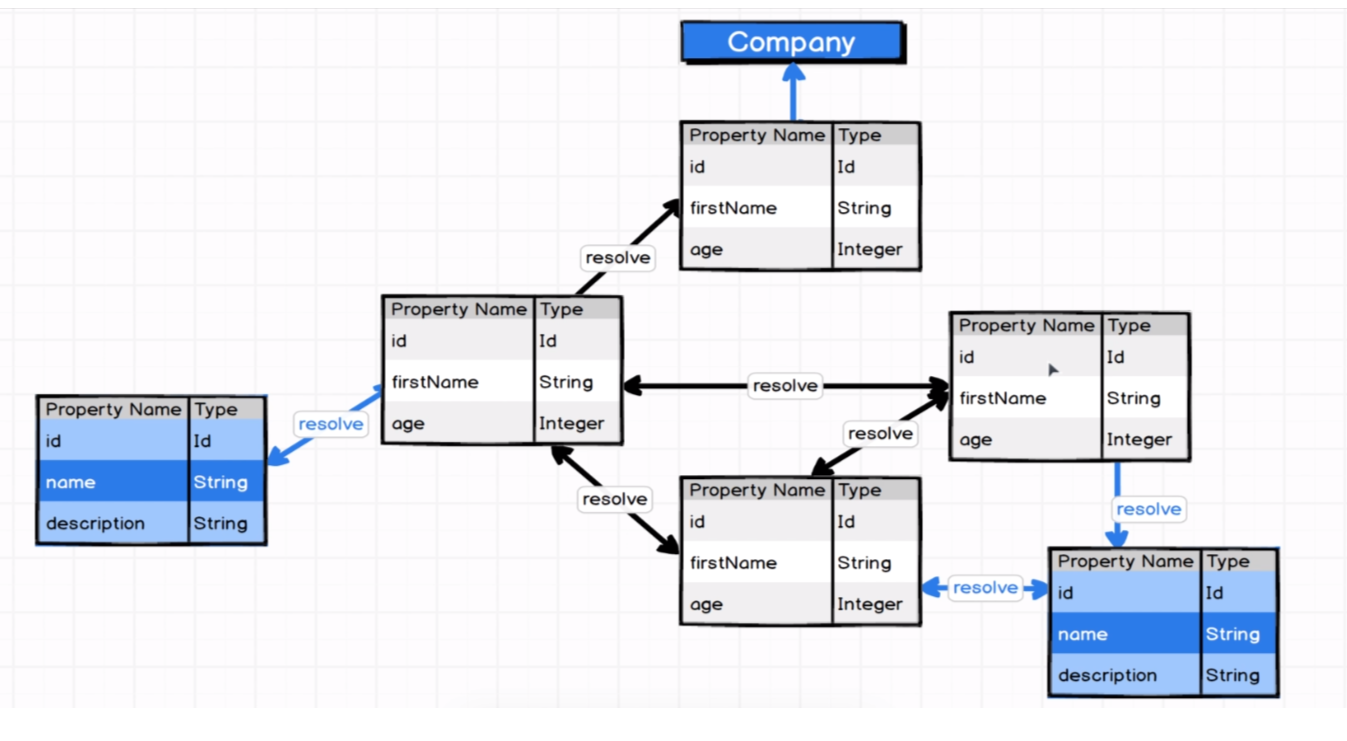 Company
Property Name Type
id Id
firstName String
age Integer
resolve
Property Name Type
id Id
firstName String
age Integer
resolve
Property Name Type
id Id
firstName String
age Integer
resolve
Property Name Type
id Id
name String
description String
resolve
resolve
Property Name Type
id Id
firstName String
age Integer
resolve
resolve
Property Name Type
id Id
name String
description String